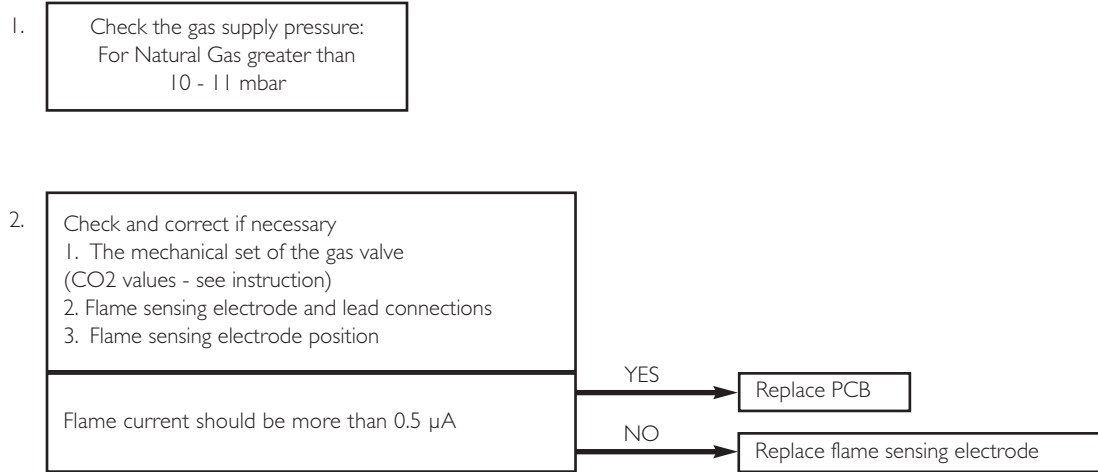 1.
Check the gas supply pressure:
For Natural Gas greater than
10 - 11 mbar
2.
Check and correct if necessary
1. The mechanical set of the gas valve
(CO2 values - see instruction)
2. Flame sensing electrode and lead connections
3. Flame sensing electrode position
Flame current should be more than 0.5 µA
YES
Replace PCB
NO
Replace flame sensing electrode